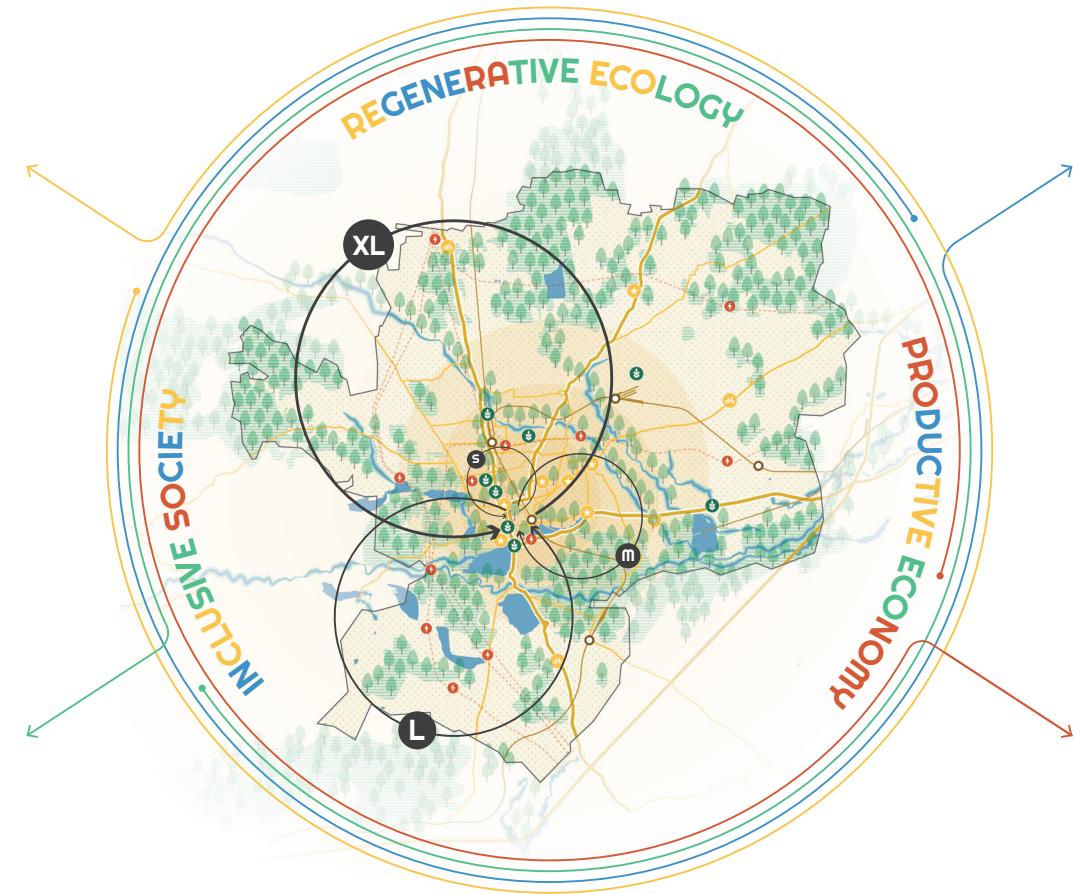 REGENERATIVE ECOLOGY
XL
PRODUCTIVE ECONOMY
INCLUSIVE SOCIETY
S
m
L